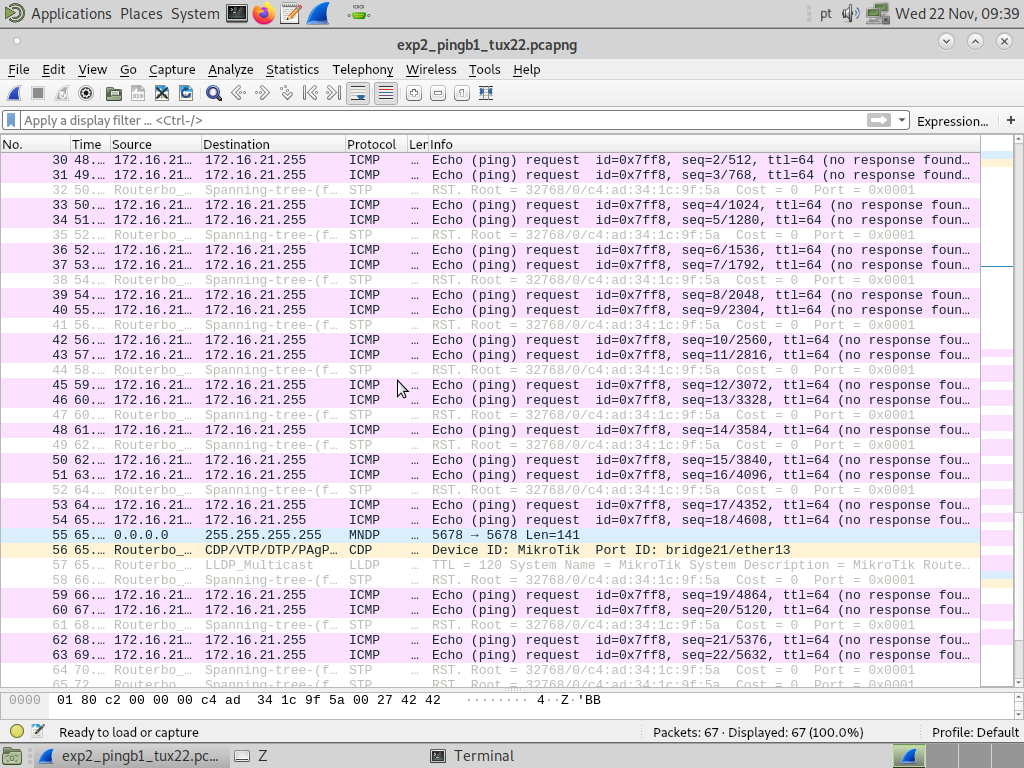 Applications Places System pt Wed 22 Nov, 09:39
exp2_pingb1_tux22.pcapng
File Edit View Go Capture Analyze Statistics Telephony Wireless Tools Help
Apply a display filter ... <Ctrl-/> Expression... +
No. Time Source Destination Protocol Len Info
30 48... 172.16.21... 172.16.21.255 ICMP ... Echo (ping) request id=0x7ff8, seq=2/512, ttl=64 (no response found...
31 49... 172.16.21... 172.16.21.255 ICMP ... Echo (ping) request id=0x7ff8, seq=3/768, ttl=64 (no response found...
32 50... Routerbo_... Spanning-tree-(f... STP ... RST. Root = 32768/0/c4:ad:34:1c:9f:5a Cost = 0 Port = 0x0001
33 50... 172.16.21... 172.16.21.255 ICMP ... Echo (ping) request id=0x7ff8, seq=4/1024, ttl=64 (no response foun...
34 51... 172.16.21... 172.16.21.255 ICMP ... Echo (ping) request id=0x7ff8, seq=5/1280, ttl=64 (no response foun...
35 52... Routerbo_... Spanning-tree-(f... STP ... RST. Root = 32768/0/c4:ad:34:1c:9f:5a Cost = 0 Port = 0x0001
36 52... 172.16.21... 172.16.21.255 ICMP ... Echo (ping) request id=0x7ff8, seq=6/1536, ttl=64 (no response foun...
37 53... 172.16.21... 172.16.21.255 ICMP ... Echo (ping) request id=0x7ff8, seq=7/1792, ttl=64 (no response foun...
38 54... Routerbo_... Spanning-tree-(f... STP ... RST. Root = 32768/0/c4:ad:34:1c:9f:5a Cost = 0 Port = 0x0001
39 54... 172.16.21... 172.16.21.255 ICMP ... Echo (ping) request id=0x7ff8, seq=8/2048, ttl=64 (no response foun...
40 55... 172.16.21... 172.16.21.255 ICMP ... Echo (ping) request id=0x7ff8, seq=9/2304, ttl=64 (no response foun...
41 56... Routerbo_... Spanning-tree-(f... STP ... RST. Root = 32768/0/c4:ad:34:1c:9f:5a Cost = 0 Port = 0x0001
42 56... 172.16.21... 172.16.21.255 ICMP ... Echo (ping) request id=0x7ff8, seq=10/2560, ttl=64 (no response fou...
43 57... 172.16.21... 172.16.21.255 ICMP ... Echo (ping) request id=0x7ff8, seq=11/2816, ttl=64 (no response fou...
44 58... Routerbo_... Spanning-tree-(f... STP ... RST. Root = 32768/0/c4:ad:34:1c:9f:5a Cost = 0 Port = 0x0001
45 59... 172.16.21... 172.16.21.255 ICMP ... Echo (ping) request id=0x7ff8, seq=12/3072, ttl=64 (no response fou...
46 60... 172.16.21... 172.16.21.255 ICMP ... Echo (ping) request id=0x7ff8, seq=13/3328, ttl=64 (no response fou...
47 60... Routerbo_... Spanning-tree-(f... STP ... RST. Root = 32768/0/c4:ad:34:1c:9f:5a Cost = 0 Port = 0x0001
48 61... 172.16.21... 172.16.21.255 ICMP ... Echo (ping) request id=0x7ff8, seq=14/3584, ttl=64 (no response fou...
49 62... Routerbo_... Spanning-tree-(f... STP ... RST. Root = 32768/0/c4:ad:34:1c:9f:5a Cost = 0 Port = 0x0001
50 62... 172.16.21... 172.16.21.255 ICMP ... Echo (ping) request id=0x7ff8, seq=15/3840, ttl=64 (no response fou...
51 63... 172.16.21... 172.16.21.255 ICMP ... Echo (ping) request id=0x7ff8, seq=16/4096, ttl=64 (no response fou...
52 64... Routerbo_... Spanning-tree-(f... STP ... RST. Root = 32768/0/c4:ad:34:1c:9f:5a Cost = 0 Port = 0x0001
53 64... 172.16.21... 172.16.21.255 ICMP ... Echo (ping) request id=0x7ff8, seq=17/4352, ttl=64 (no response fou...
54 65... 172.16.21... 172.16.21.255 ICMP ... Echo (ping) request id=0x7ff8, seq=18/4608, ttl=64 (no response fou...
55 65... 0.0.0.0 255.255.255.255 MNDP ... 5678 → 5678 Len=141
56 65... Routerbo_... CDP/VTP/DTP/PAgP... CDP ... Device ID: MikroTik Port ID: bridge21/ether13
57 65... Routerbo_... LLDP_Multicast LLDP ... TTL = 120 System Name = MikroTik System Description = MikroTik Route...
58 66... Routerbo_... Spanning-tree-(f... STP ... RST. Root = 32768/0/c4:ad:34:1c:9f:5a Cost = 0 Port = 0x0001
59 66... 172.16.21... 172.16.21.255 ICMP ... Echo (ping) request id=0x7ff8, seq=19/4864, ttl=64 (no response fou...
60 67... 172.16.21... 172.16.21.255 ICMP ... Echo (ping) request id=0x7ff8, seq=20/5120, ttl=64 (no response fou...
61 68... Routerbo_... Spanning-tree-(f... STP ... RST. Root = 32768/0/c4:ad:34:1c:9f:5a Cost = 0 Port = 0x0001
62 68... 172.16.21... 172.16.21.255 ICMP ... Echo (ping) request id=0x7ff8, seq=21/5376, ttl=64 (no response fou...
63 69... 172.16.21... 172.16.21.255 ICMP ... Echo (ping) request id=0x7ff8, seq=22/5632, ttl=64 (no response fou...
64 70... Routerbo_... Spanning-tree-(f... STP ... RST. Root = 32768/0/c4:ad:34:1c:9f:5a Cost = 0 Port = 0x0001
65 72... Routerbo_... Spanning-tree-(f... STP ... RST. Root = 32768/0/c4:ad:34:1c:9f:5a Cost = 0 Port = 0x0001
0000 01 80 c2 00 00 00 c4 ad 34 1c 9f 5a 00 27 42 42 ········ 4··Z·'BB
Ready to load or capture Packets: 67 · Displayed: 67 (100.0%) Profile: Default
exp2_pingb1_tux22.pc... Z Terminal